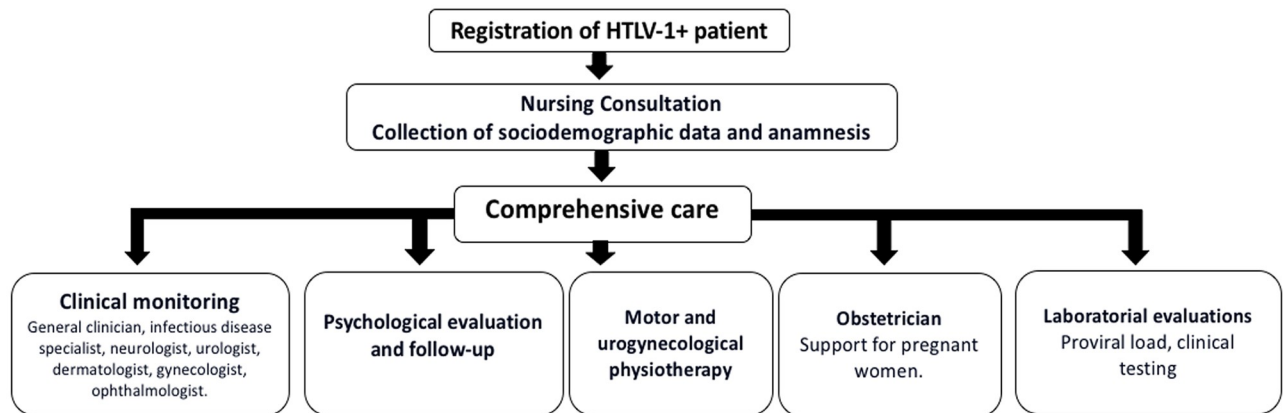 Registration of HTLV-1+ patient
Nursing Consultation
Collection of sociodemographic data and anamnesis
Comprehensive care
Clinical monitoring
General clinician, infectious disease
specialist, neurologist, urologist,
dermatologist, gynecologist,
ophthalmologist.
Psychological evaluation
and follow-up
Motor and
urogynecological
physiotherapy
Obstetrician
Support for pregnant
women.
Laboratorial evaluations
Proviral load, clinical
testing